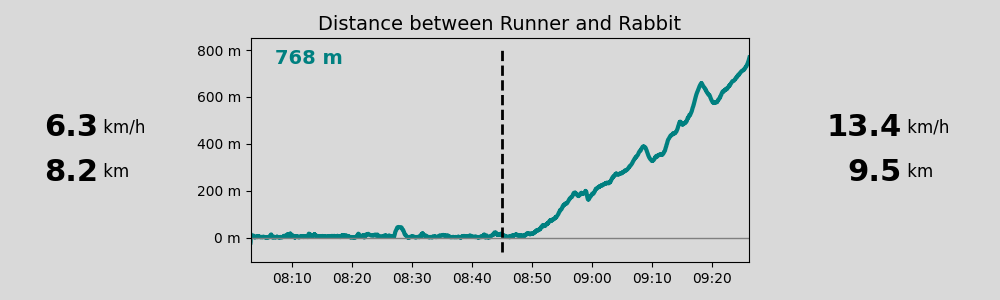 Distance between Runner and Rabbit
768 m
800 m
600 m
400 m
200 m
0 m
08:10 08:20 08:30 08:40 08:50 09:00 09:10 09:20
6.3 km/h
8.2 km
13.4 km/h
9.5 km